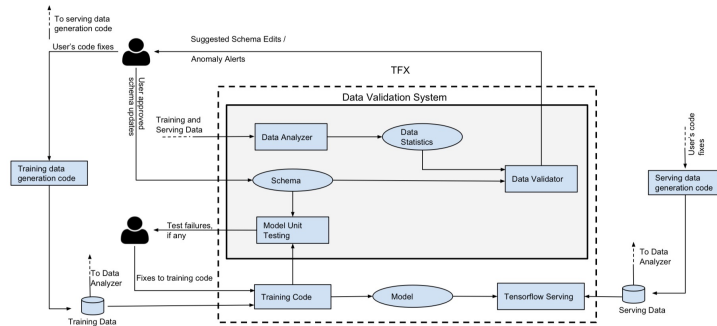 To serving data
generation code
User's code fixes
Suggested Schema Edits /
Anomaly Alerts
TFX
User approved
schema updates
Data Validation System
Training and
Serving Data
Data Analyzer
Data
Statistics
User's code
fixes
Training data
generation code
Schema
Data Validator
Serving data
generation code
Test failures,
if any
Model Unit
Testing
To Data
Analyzer
Fixes to training code
To Data
Analyzer
Training Code
Model
Tensorflow Serving
Training Data
Serving Data